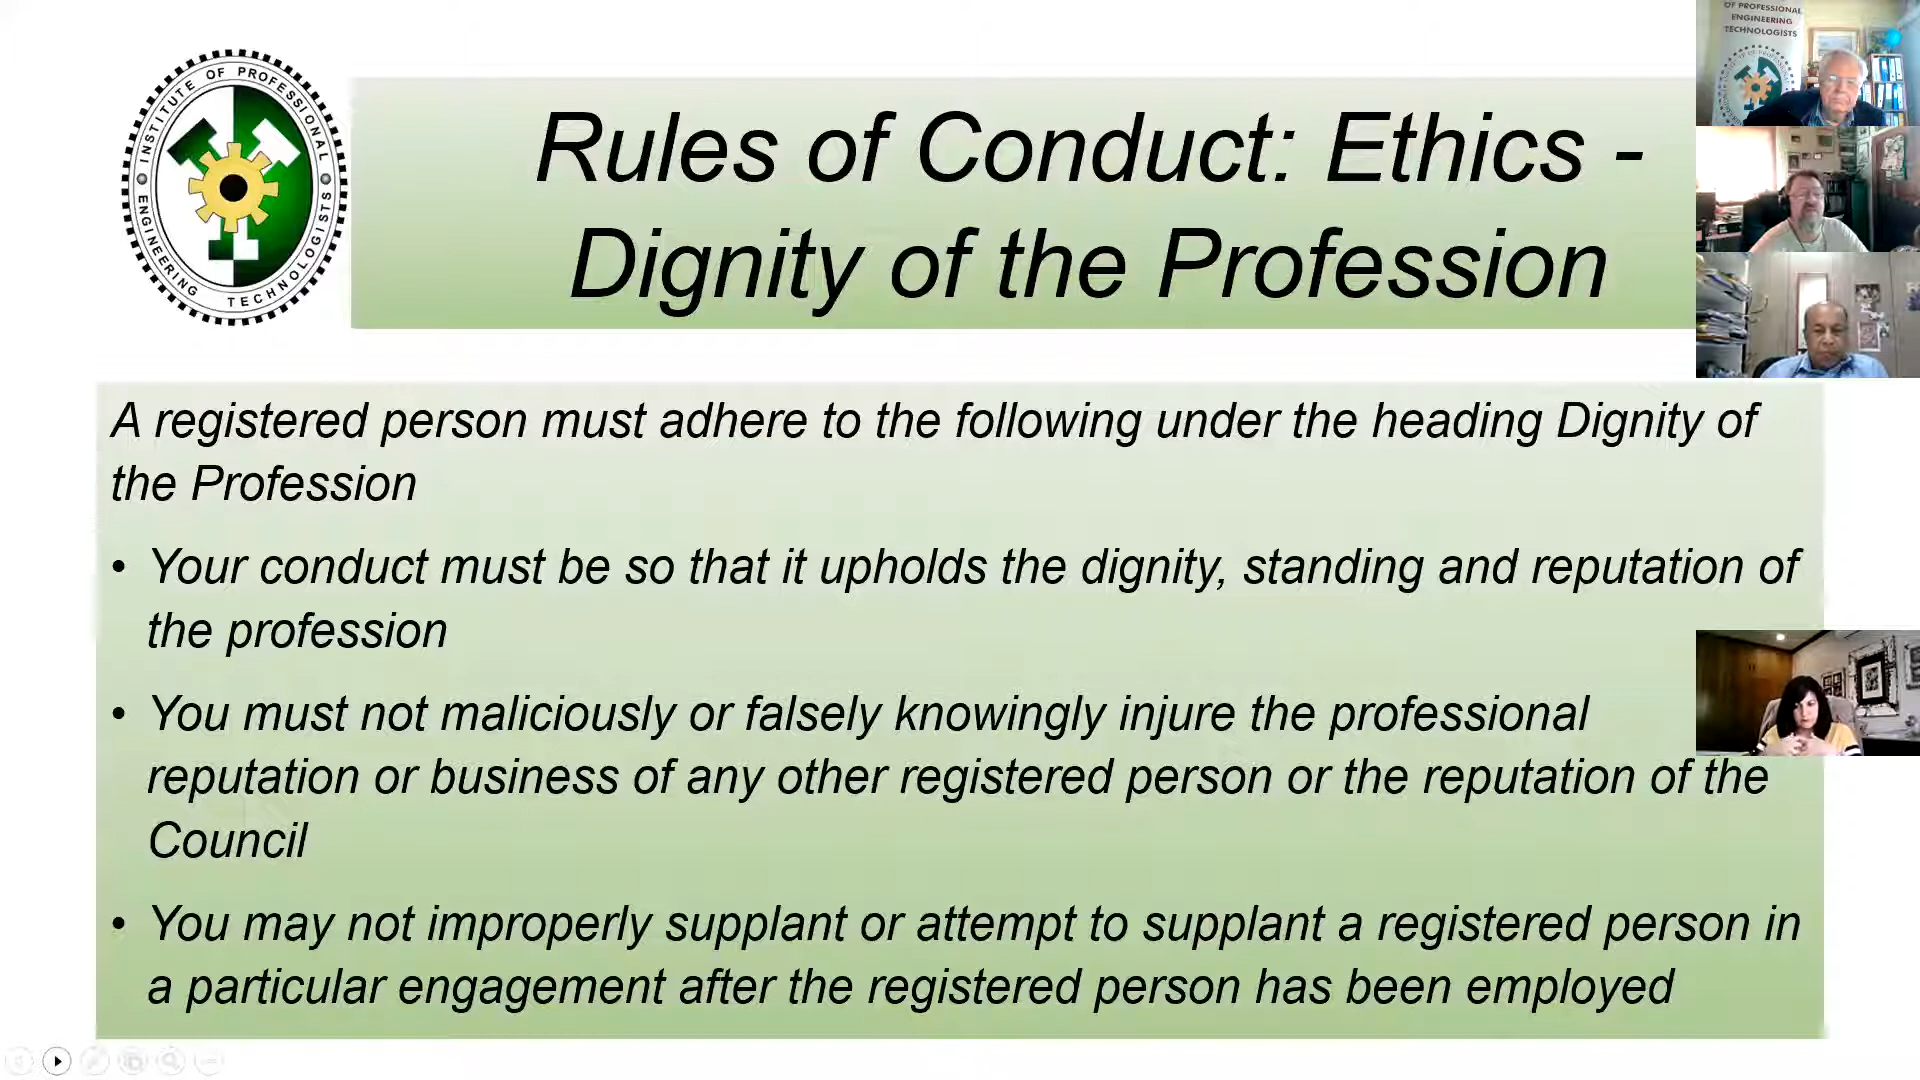 INSTITUTE OF PROFESSIONAL
ENGINEERING TECHNOLOGISTS
Rules of Conduct: Ethics -
Dignity of the Profession
A registered person must adhere to the following under the heading Dignity of
the Profession
• Your conduct must be so that it upholds the dignity, standing and reputation of
the profession
• You must not maliciously or falsely knowingly injure the professional
reputation or business of any other registered person or the reputation of the
Council
• You may not improperly supplant or attempt to supplant a registered person in
a particular engagement after the registered person has been employed
OF PROFESSIONAL
ENGINEERING
TECHNOLOGISTS